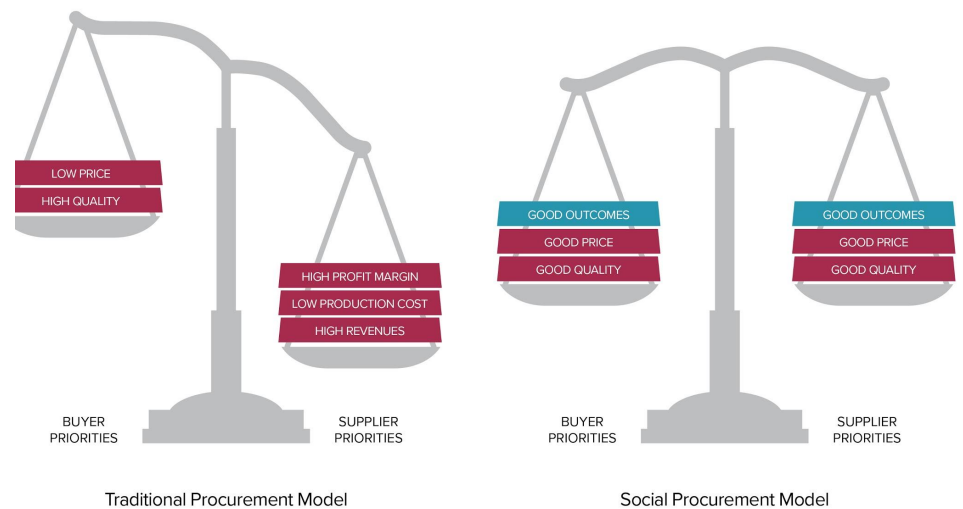 LOW PRICE
HIGH QUALITY
HIGH PROFIT MARGIN
LOW PRODUCTION COST
HIGH REVENUES
BUYER
PRIORITIES
SUPPLIER
PRIORITIES
Traditional Procurement Model
GOOD OUTCOMES
GOOD PRICE
GOOD QUALITY
GOOD OUTCOMES
GOOD PRICE
GOOD QUALITY
BUYER
PRIORITIES
SUPPLIER
PRIORITIES
Social Procurement Model